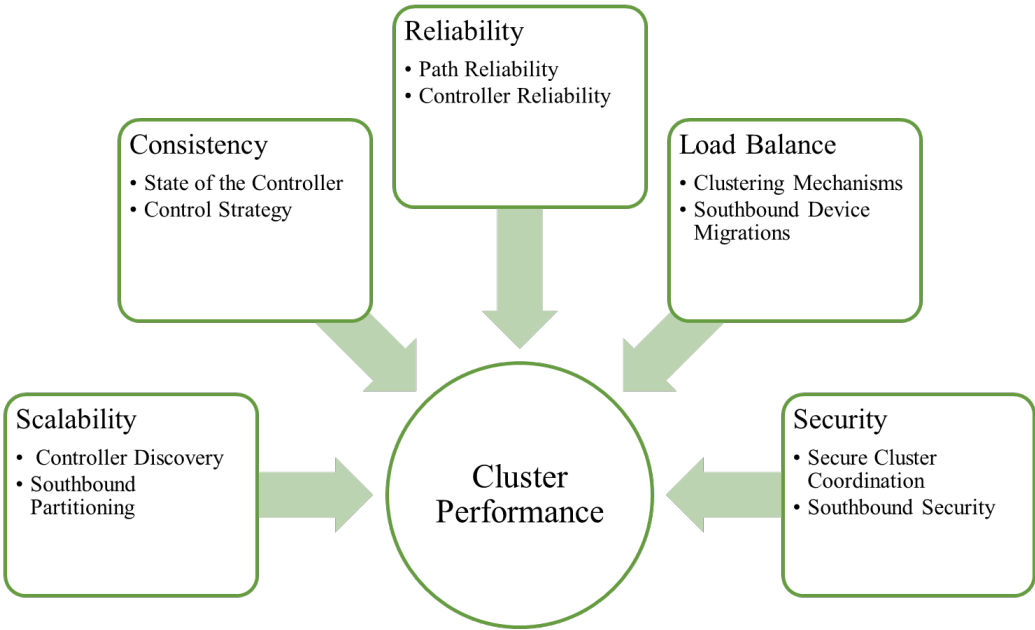 Reliability
• Path Reliability
• Controller Reliability
Consistency
• State of the Controller
• Control Strategy
Load Balance
• Clustering Mechanisms
• Southbound Device
Migrations
Scalability
• Controller Discovery
• Southbound
Partitioning
Cluster
Performance
Security
• Secure Cluster
Coordination
• Southbound Security